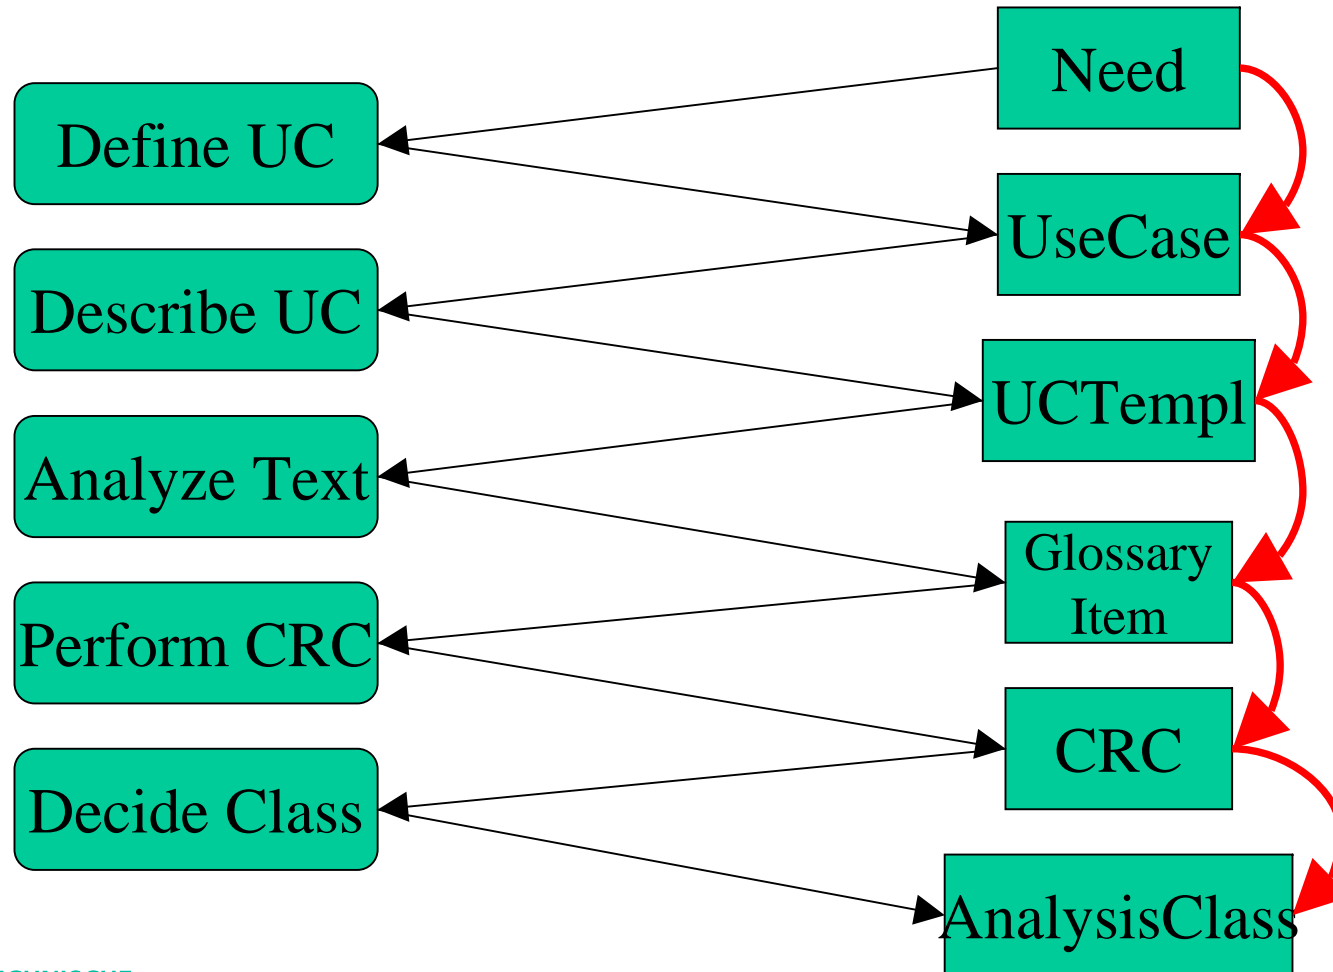 Need
Define UC
UseCase
Describe UC
UCTempl
Analyze Text
Glossary
Item
Perform CRC
CRC
Decide Class
AnalysisClass